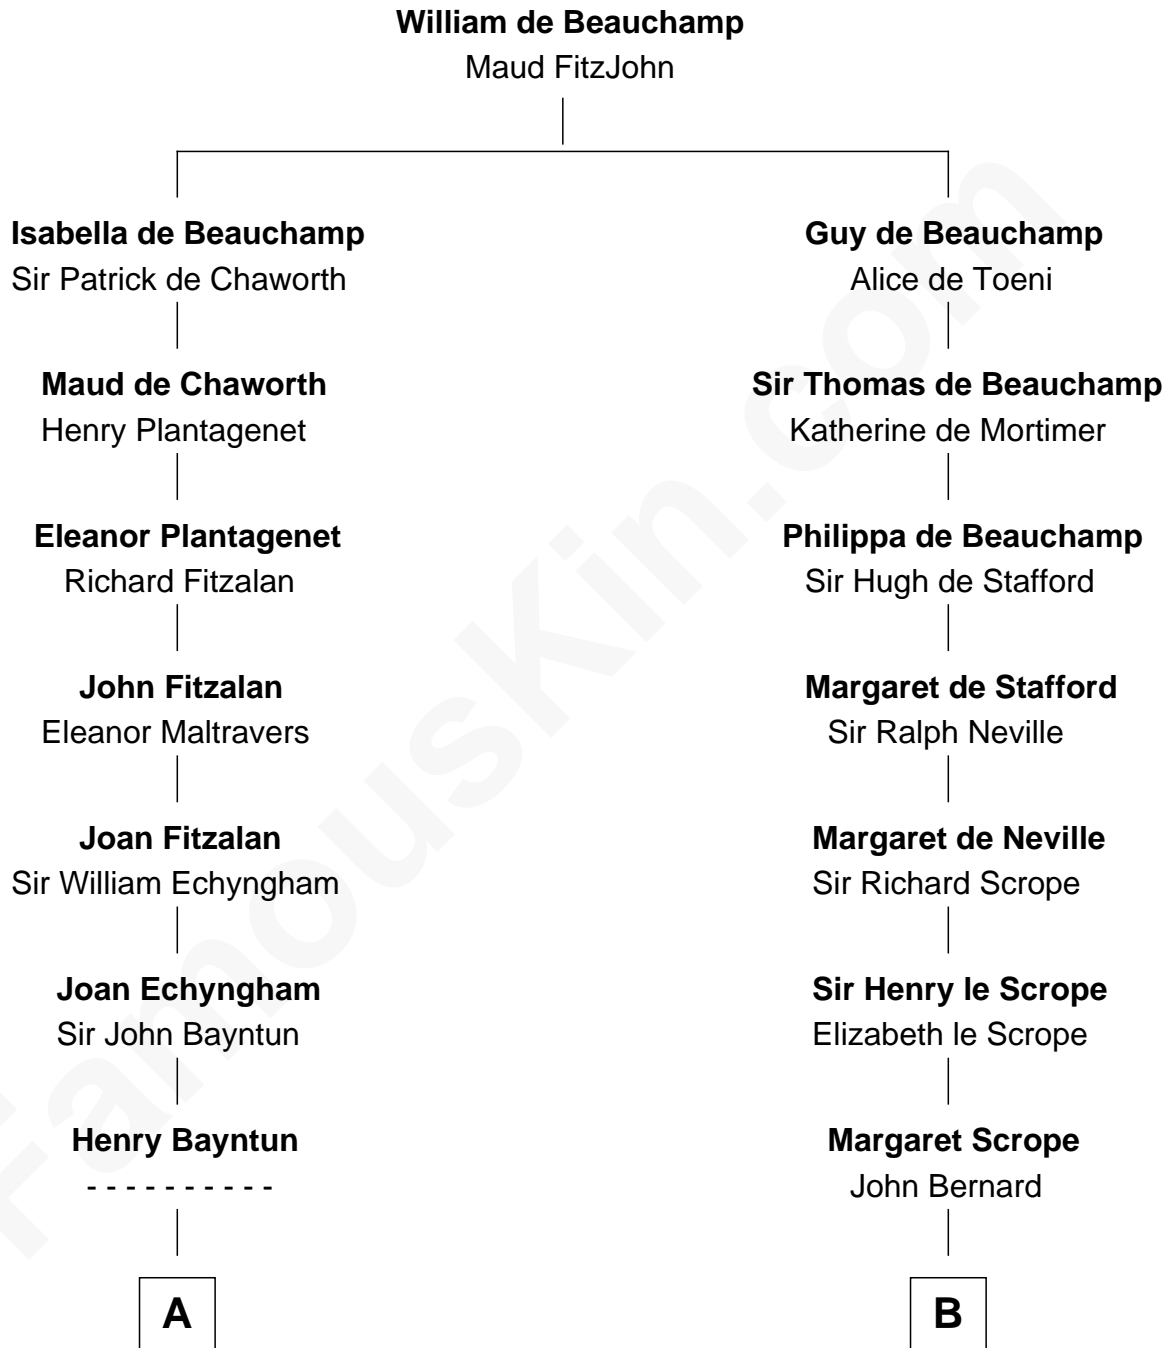 William de Beauchamp
Maud FitzJohn
Isabella de Beauchamp
Sir Patrick de Chaworth
Guy de Beauchamp
Alice de Toeni
Maud de Chaworth
Henry Plantagenet
Sir Thomas de Beauchamp
Katherine de Mortimer
Eleanor Plantagenet
Richard Fitzalan
Philippa de Beauchamp
Sir Hugh de Stafford
John Fitzalan
Eleanor Maltravers
Margaret de Stafford
Sir Ralph Neville
Joan Fitzalan
Sir William Echyngham
Margaret de Neville
Sir Richard Scrope
Joan Echyngham
Sir John Bayntun
Sir Henry le Scrope
Elizabeth le Scrope
Henry Bayntun
- - - - - - - - - -
Margaret Scrope
John Bernard
A
B
FamousKin.com